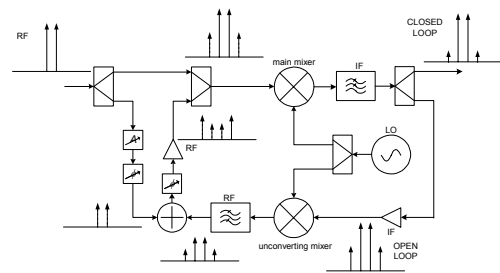 RF
CLOSED
LOOP
main mixer
IF
LO
A
RF
RF
IF
unconverting mixer
OPEN
LOOP